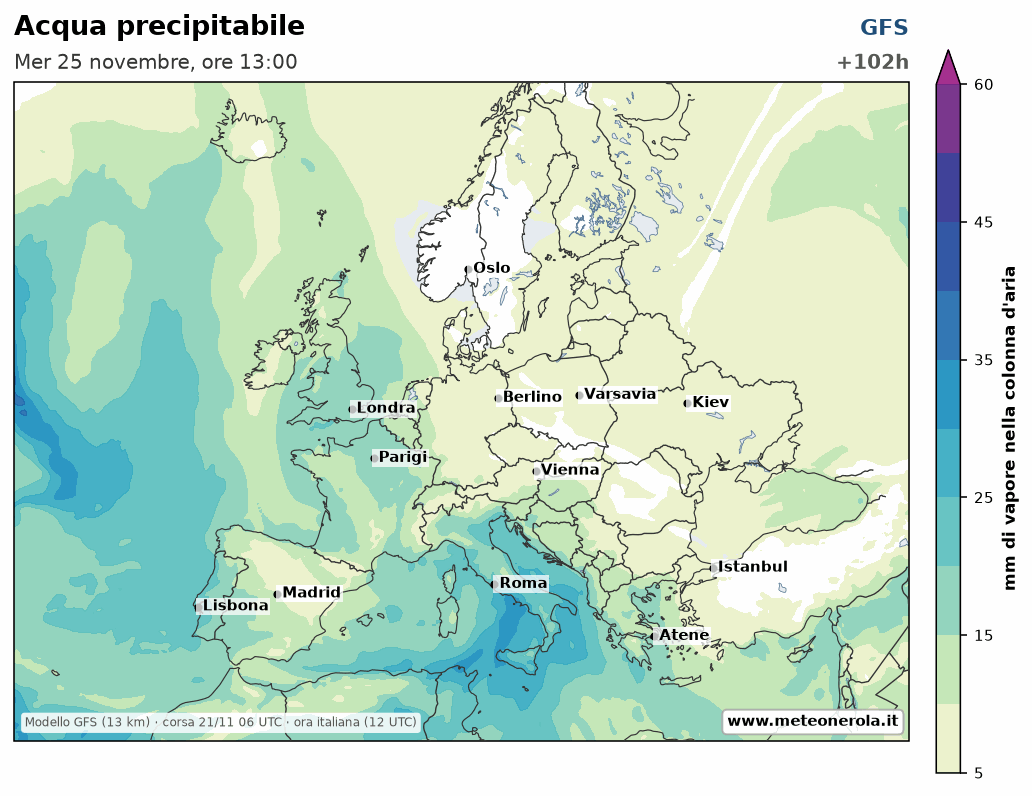 Acqua precipitabile
GFS
Mer 25 novembre, ore 13:00
+102h
60
45
35
25
15
5
mm di vapore nella colonna d'aria
Oslo
Berlino
Varsavia
Kiev
Londra
Parigi
Vienna
Istanbul
Roma
Madrid
Lisbona
Atene
Modello GFS (13 km) · corsa 21/11 06 UTC · ora italiana (12 UTC)
www.meteonerola.it